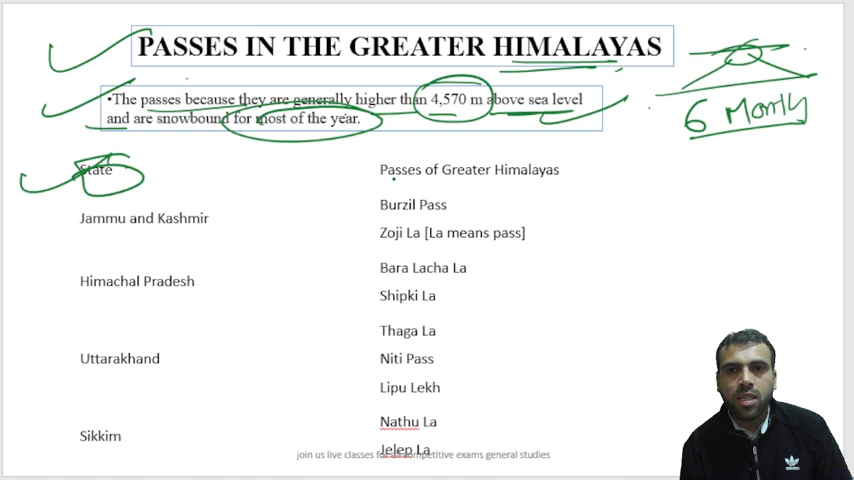 PASSES IN THE GREATER HIMALAYAS
•The passes because they are generally higher than 4,570 m above sea level
and are snowbound for most of the year.
6 Month
State
Passes of Greater Himalayas
Jammu and Kashmir
Burzil Pass
Zoji La [La means pass]
Himachal Pradesh
Bara Lacha La
Shipki La
Uttarakhand
Thaga La
Niti Pass
Lipu Lekh
Sikkim
Nathu La
Jelep La
join us live classes for all competitive exams general studies
adidas